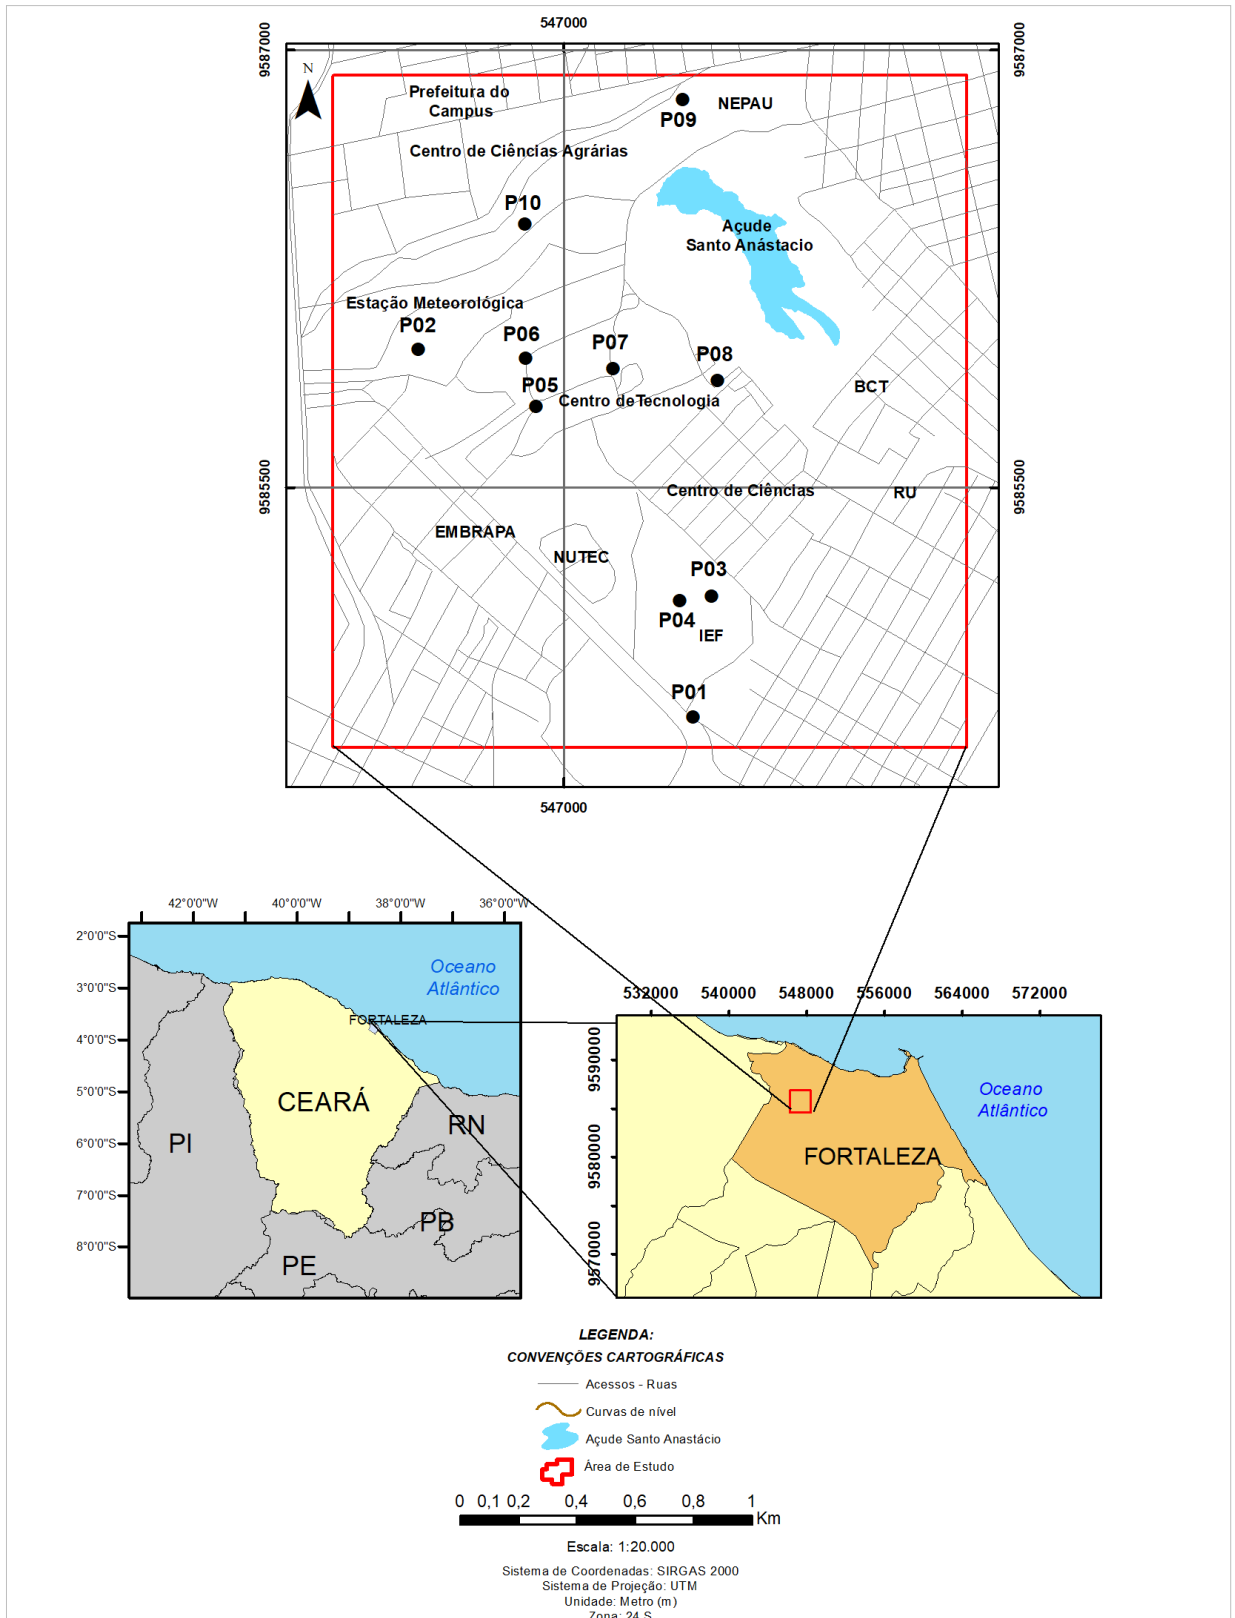 547000
9587000
9587000
N
Prefeitura do
Campus
NEPAU
P09
Centro de Ciências Agrárias
P10
Açude
Santo Anástacio
Estação Meteorológica
P02
P06
P07
P08
P05
Centro deTecnologia
BCT
9585500
9585500
Centro de Ciências
RU
EMBRAPA
NUTEC
P03
P04
IEF
P01
547000
42°0'0"W
40°0'0"W
38°0'0"W
36°0'0"W
2°0'0"S
3°0'0"S
4°0'0"S
5°0'0"S
6°0'0"S
7°0'0"S
8°0'0"S
Oceano
Atlântico
FORTALEZA
CEARÁ
RN
PI
PB
PE
532000
540000
548000
556000
564000
572000
9590000
9580000
9570000
Oceano
Atlântico
FORTALEZA
LEGENDA:
CONVENÇÕES CARTOGRÁFICAS
Acessos - Ruas
Curvas de nível
Açude Santo Anastácio
Área de Estudo
0 0,1 0,2 0,4 0,6 0,8 1
Km
Escala: 1:20.000
Sistema de Coordenadas: SIRGAS 2000
Sistema de Projeção: UTM
Unidade: Metro (m)
Zona: 24 S